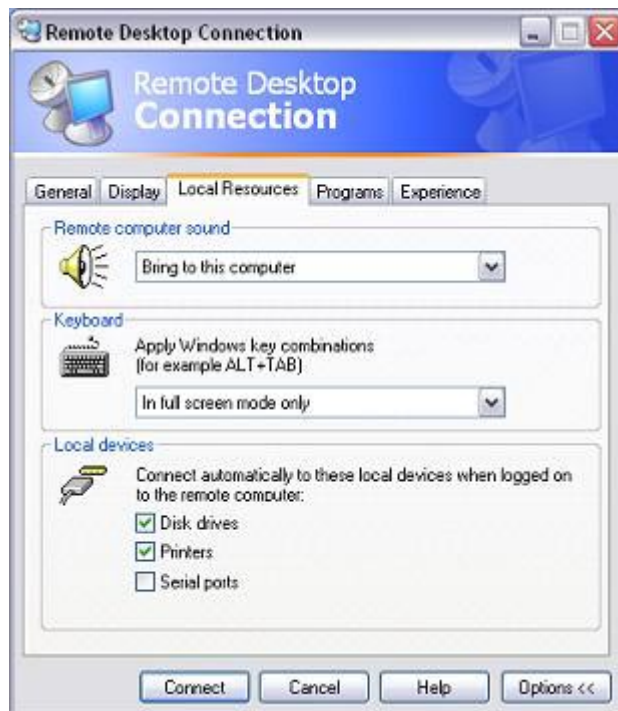 Remote Desktop Connection
Remote Desktop
Connection
General Display Local Resources Programs Experience
Remote computer sound
Bring to this computer
Keyboard
Apply Windows key combinations
(for example ALT+TAB)
In full screen mode only
Local devices
Connect automatically to these local devices when logged on
to the remote computer:
Disk drives
Printers
Serial ports
Connect Cancel Help Options <<